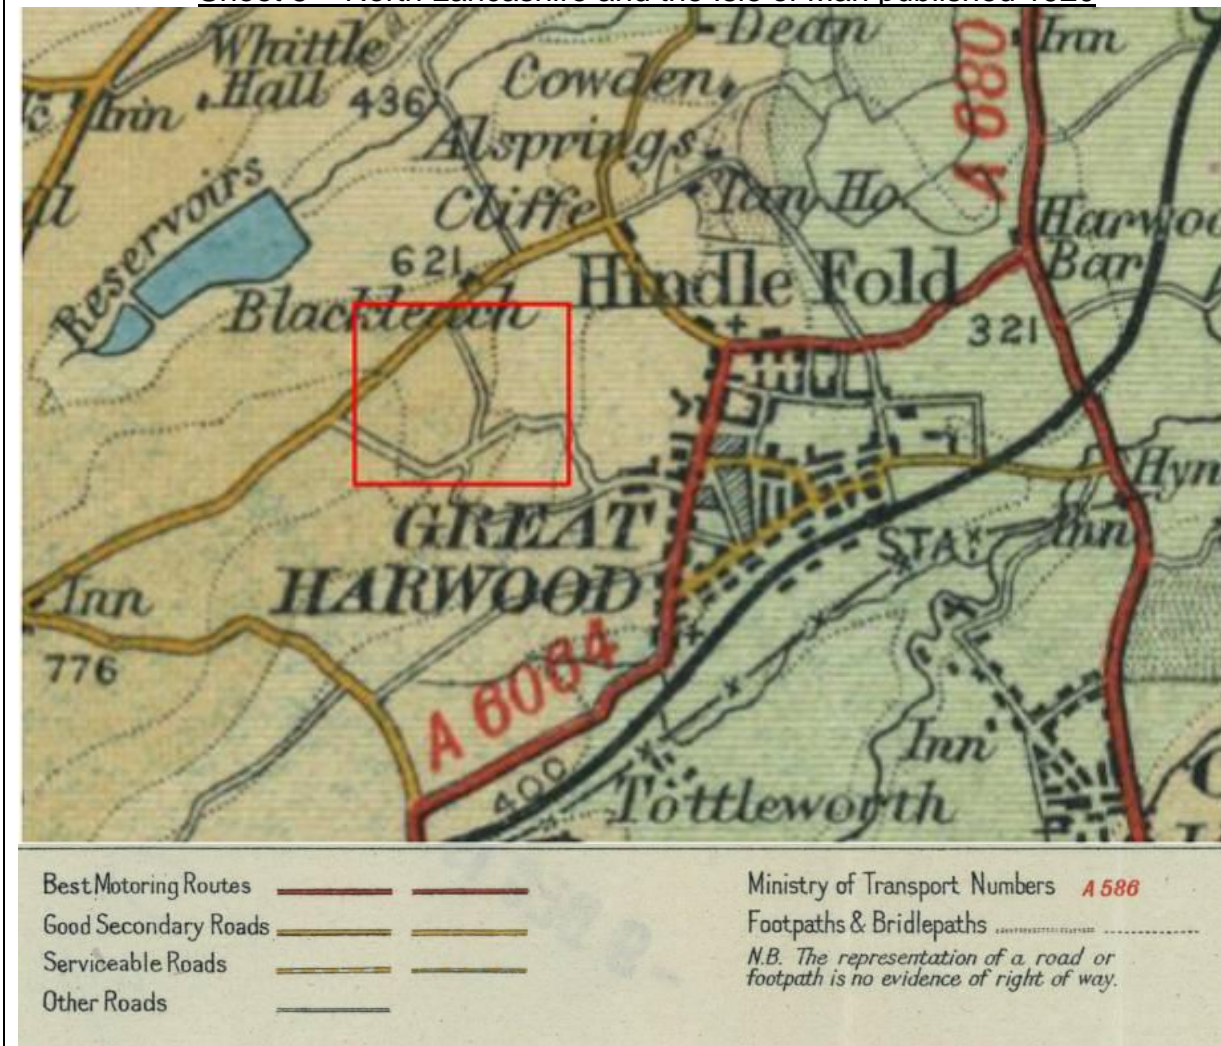 Whittle
Hall
Dean
Inn
A 680
Cowden
436
Inn
Alsprings
Cliffe
Tan Ho.
Reservoirs
621
Hindle Fold
Bar
Blackleach
321
GREAT
HARWOOD
STA.
Inn
Inn
776
A 6064
400
Inn
Tottleworth
Best Motoring Routes
Good Secondary Roads
Serviceable Roads
Other Roads
Ministry of Transport Numbers A 586
Footpaths & Bridlepaths
N.B. The representation of a road or
footpath is no evidence of right of way.